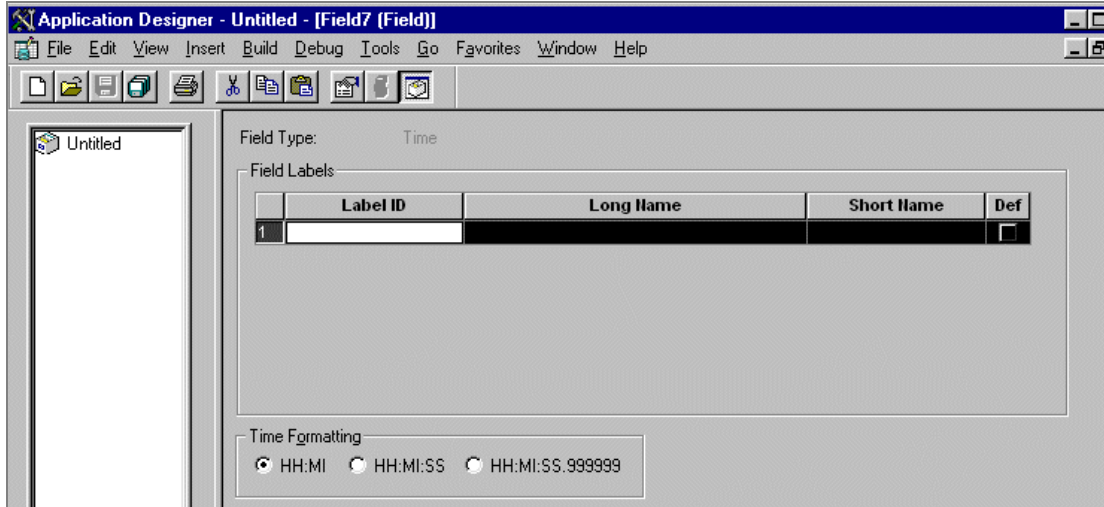 Application Designer - Untitled - [Field7 (Field)]
File Edit View Insert Build Debug Tools Go Favorites Window Help
Untitled
Field Type: Time
Field Labels
Label ID Long Name Short Name Def
1
Time Formatting
HH:MI HH:MI:SS HH:MI:SS.999999